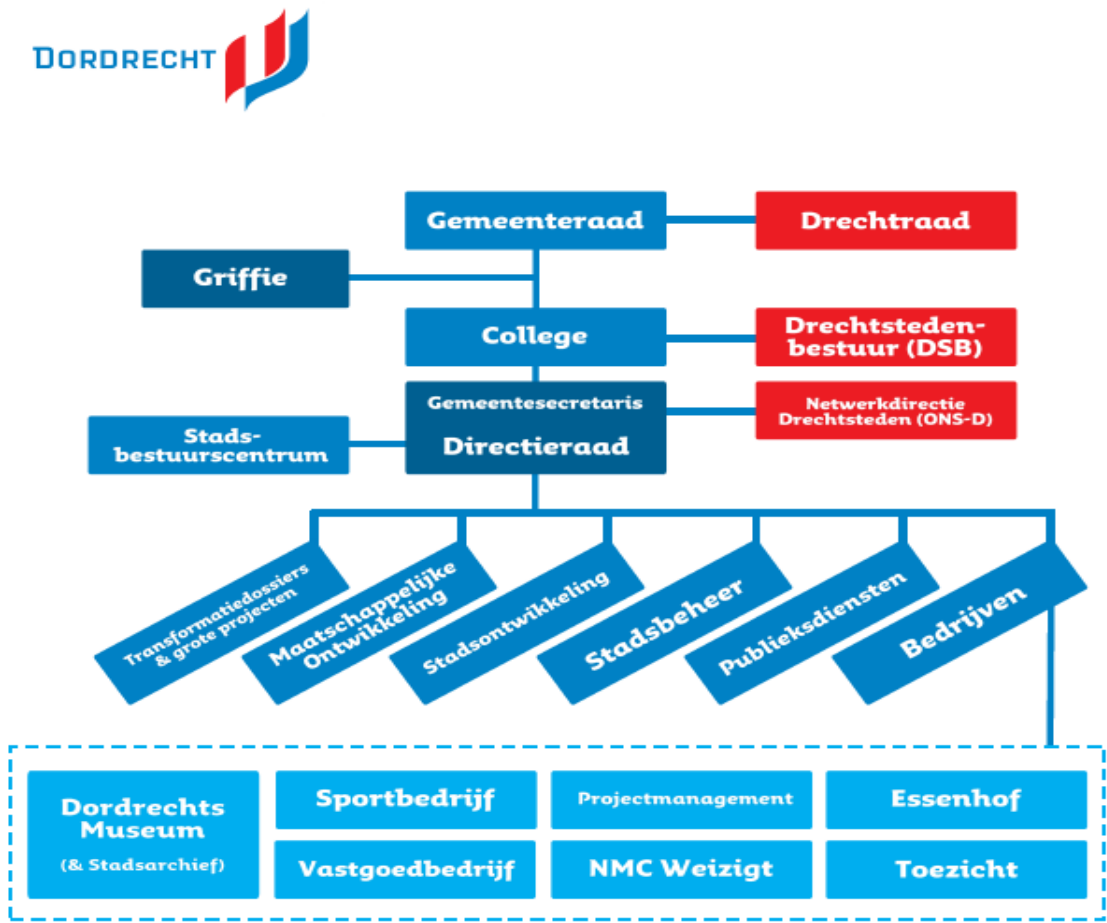 DORDRECHT
Gemeenteraad
Drechtraad
Griffie
College
Drechtsteden-
bestuur (DSB)
Gemeentesecretaris
Directieraad
Netwerkdirectie
Drechtsteden (ONS-D)
Stads-
bestuurscentrum
Transformatiedossiers
& grote projecten
Maatschappelijke
Ontwikkeling
Stadsontwikkeling
Stadsbeheer
Publieksdiensten
Bedrijven
Dordrechts
Museum
(& Stadsarchief)
Sportbedrijf
Projectmanagement
Essenhof
Vastgoedbedrijf
NMC Weizigt
Toezicht